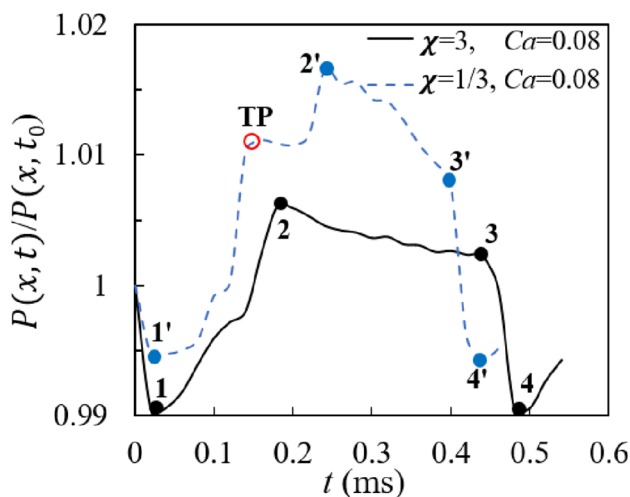 1.02
χ=3, Ca=0.08
χ=1/3, Ca=0.08
2'
TP
1.01
3'
2
3
P(x,t)/P(x,t₀)
1
1'
1
4'
4
0.99
0 0.1 0.2 0.3 0.4 0.5 0.6
t (ms)